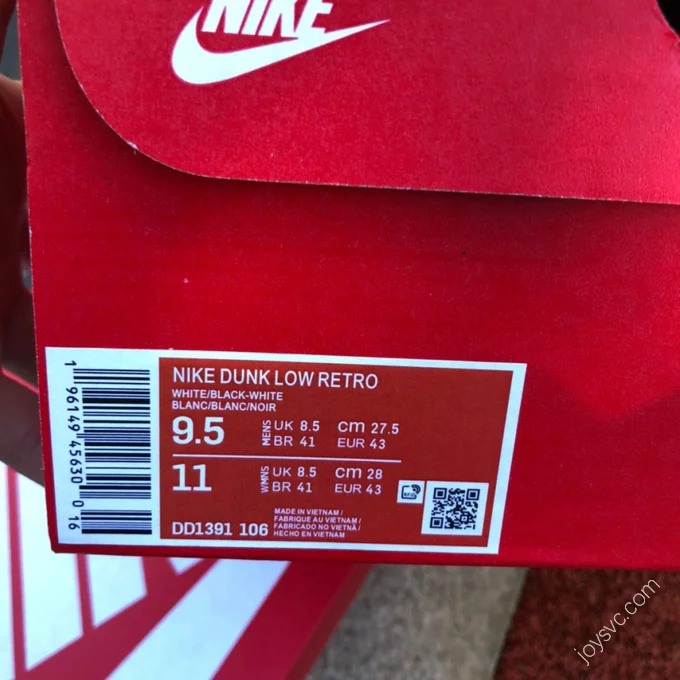 NIKE
NIKE DUNK LOW RETRO
WHITE/BLACK-WHITE
BLANC/BLANC/NOIR
9.5 MENS UK 8.5 cm 27.5
BR 41 EUR 43
11 WMNS UK 8.5 cm 28
BR 41 EUR 43
DD1391 106
MADE IN VIETNAM /
FABRIQUE AU VIETNAM /
FABRICADO NO VIETNÃ /
HECHO EN VIETNAM
1 96149 45630 0 16
joysvc.com